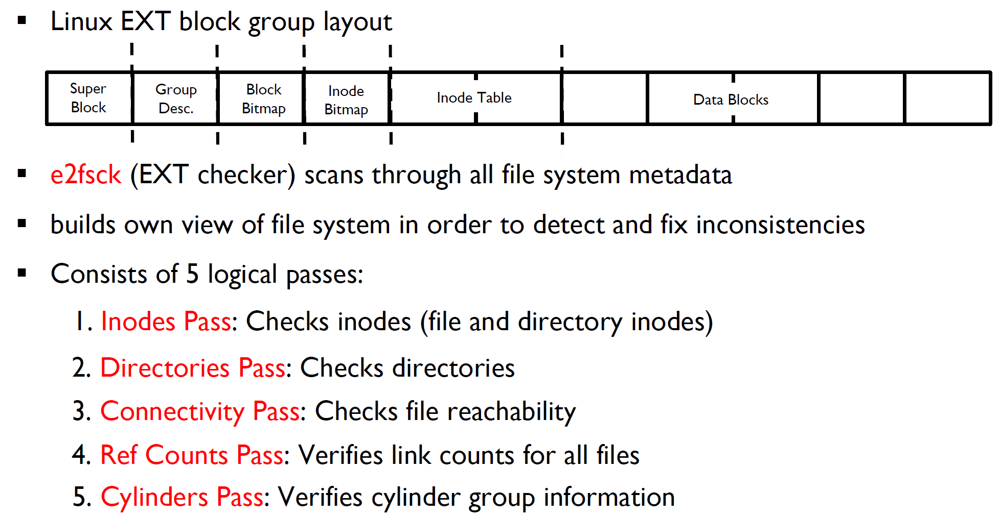 ▪ Linux EXT block group layout
Super
Block
Group
Desc.
Block
Bitmap
Inode
Bitmap
Inode Table
Data Blocks
▪ e2fsck (EXT checker) scans through all file system metadata
▪ builds own view of file system in order to detect and fix inconsistencies
▪ Consists of 5 logical passes:
1. Inodes Pass: Checks inodes (file and directory inodes)
2. Directories Pass: Checks directories
3. Connectivity Pass: Checks file reachability
4. Ref Counts Pass: Verifies link counts for all files
5. Cylinders Pass: Verifies cylinder group information